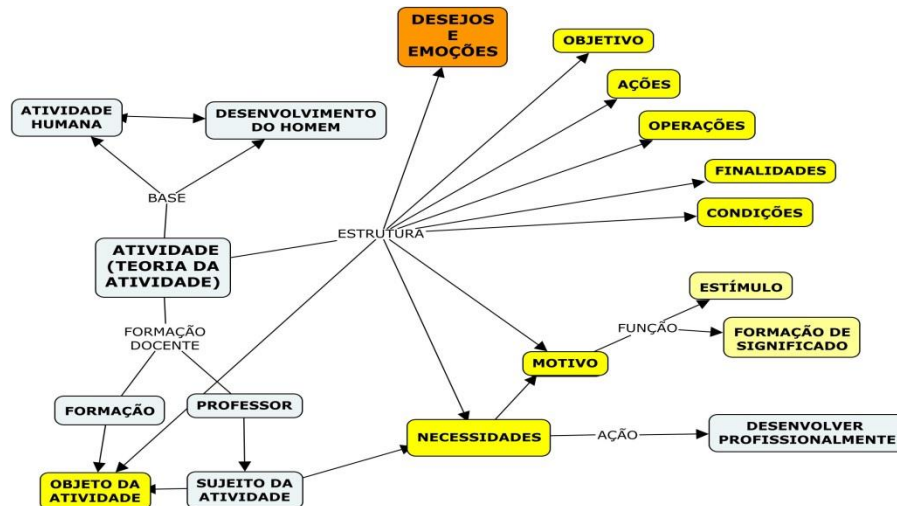 DESEJOS
E
EMOÇÕES
OBJETIVO
AÇÕES
OPERAÇÕES
FINALIDADES
CONDIÇÕES
ATIVIDADE
HUMANA
DESENVOLVIMENTO
DO HOMEM
BASE
ESTRUTURA
ATIVIDADE
(TEORIA DA
ATIVIDADE)
FORMAÇÃO
DOCENTE
ESTÍMULO
FUNÇÃO
FORMAÇÃO DE
SIGNIFICADO
MOTIVO
FORMAÇÃO
PROFESSOR
NECESSIDADES
AÇÃO
DESENVOLVER
PROFISSIONALMENTE
OBJETO DA
ATIVIDADE
SUJEITO DA
ATIVIDADE